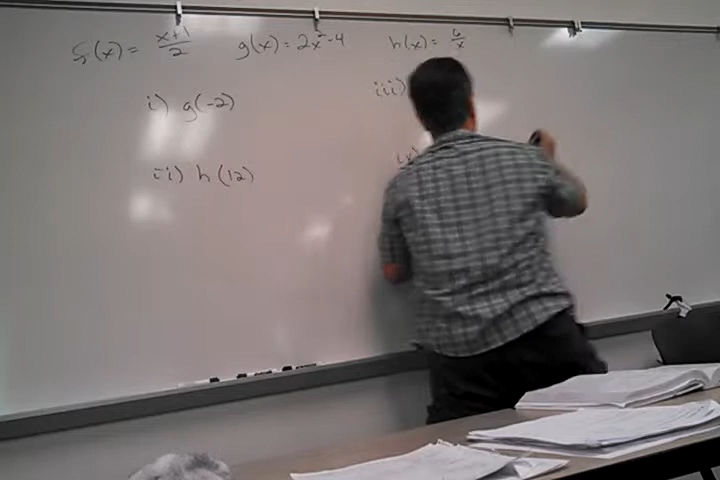 f(x) = x+1/2 g(x) = 2x²-4 h(x) = 6/x
i) g(-2)
iii)
ii) h(12)